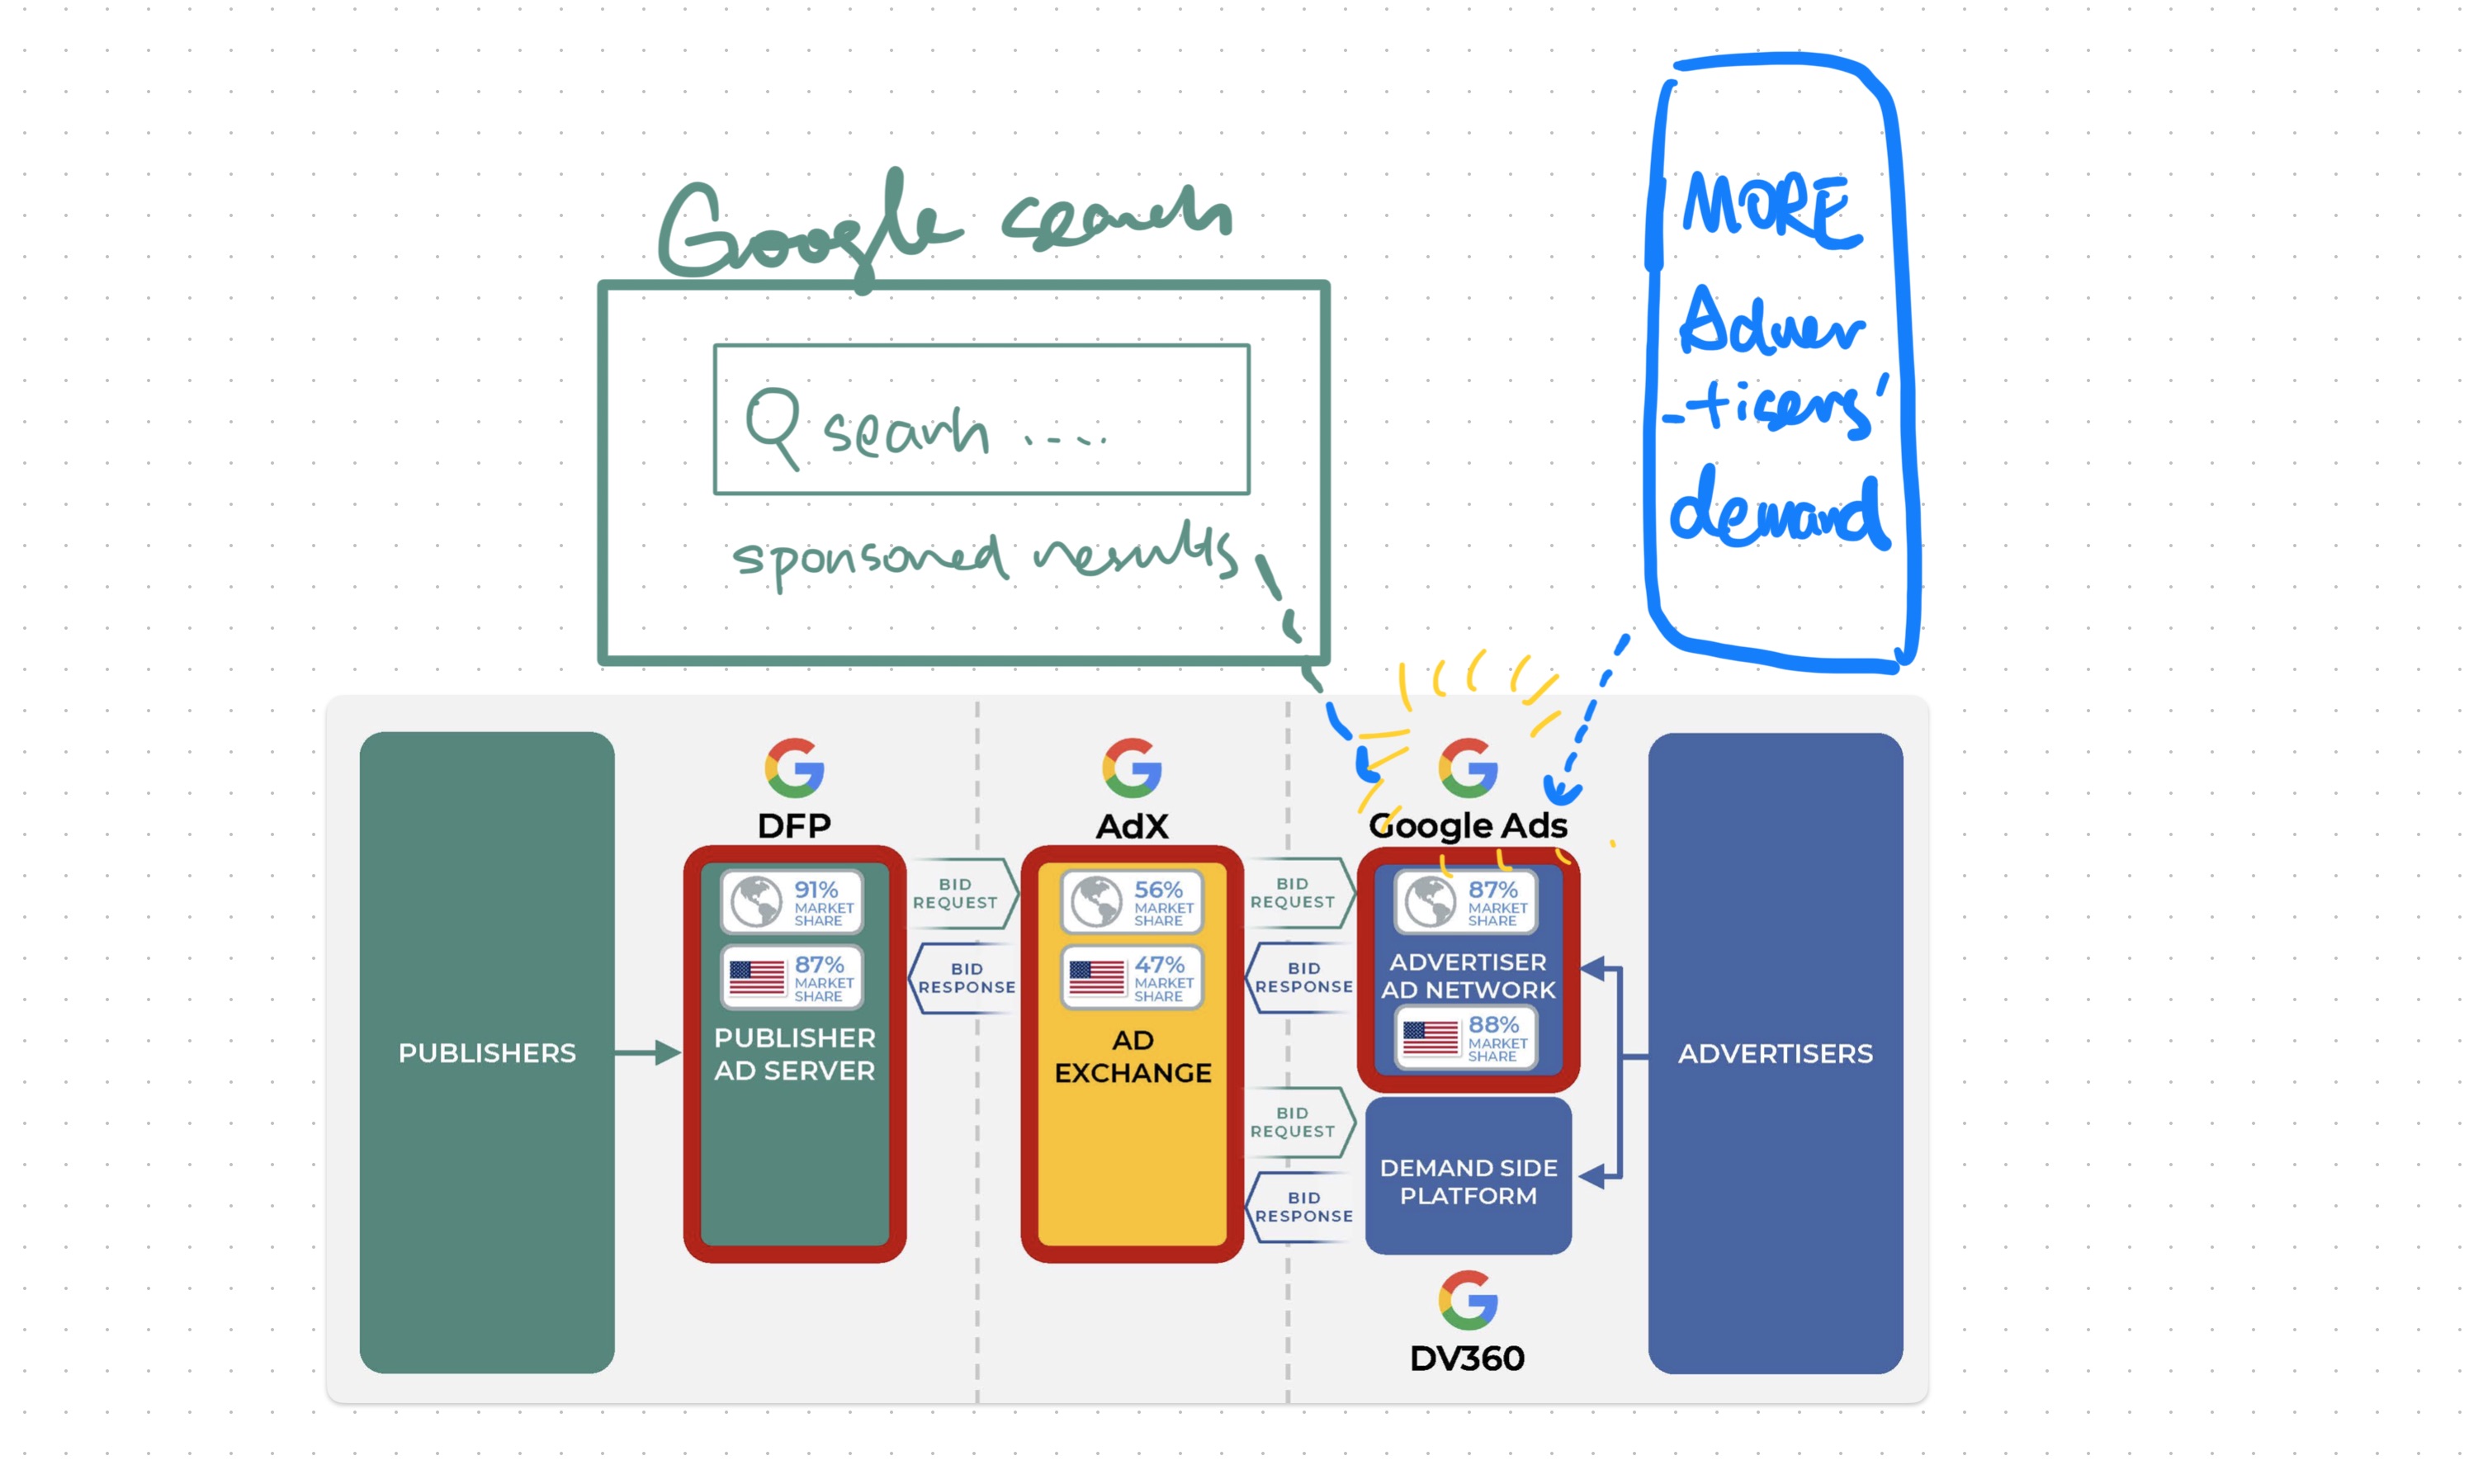 Google search
search ....
sponsored results
MORE
Adver
-tisers'
demand
PUBLISHERS
DFP
91%
MARKET
SHARE
87%
MARKET
SHARE
PUBLISHER
AD SERVER
BID
REQUEST
BID
RESPONSE
AdX
56%
MARKET
SHARE
47%
MARKET
SHARE
AD
EXCHANGE
BID
REQUEST
BID
RESPONSE
BID
REQUEST
BID
RESPONSE
Google Ads
87%
MARKET
SHARE
ADVERTISER
AD NETWORK
88%
MARKET
SHARE
DEMAND SIDE
PLATFORM
DV360
ADVERTISERS